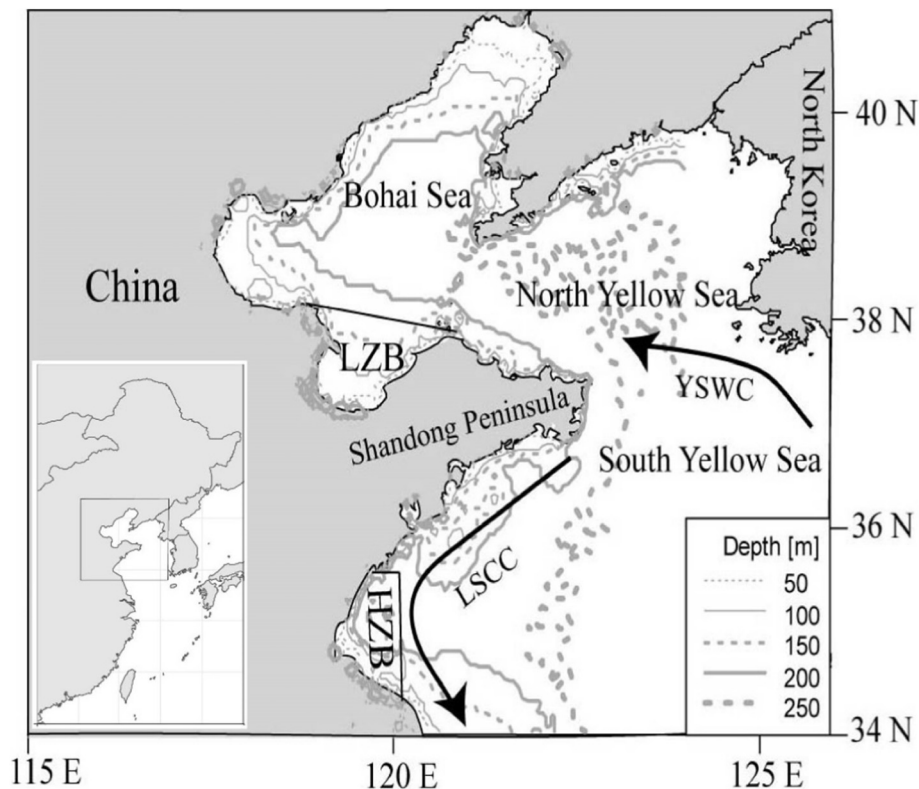 40 N
North Korea
Bohai Sea
China
North Yellow Sea
38 N
LZB
YSWC
Shandong Peninsula
South Yellow Sea
36 N
Depth [m]
LSCC
50
HZB
100
150
200
250
34 N
115 E
120 E
125 E